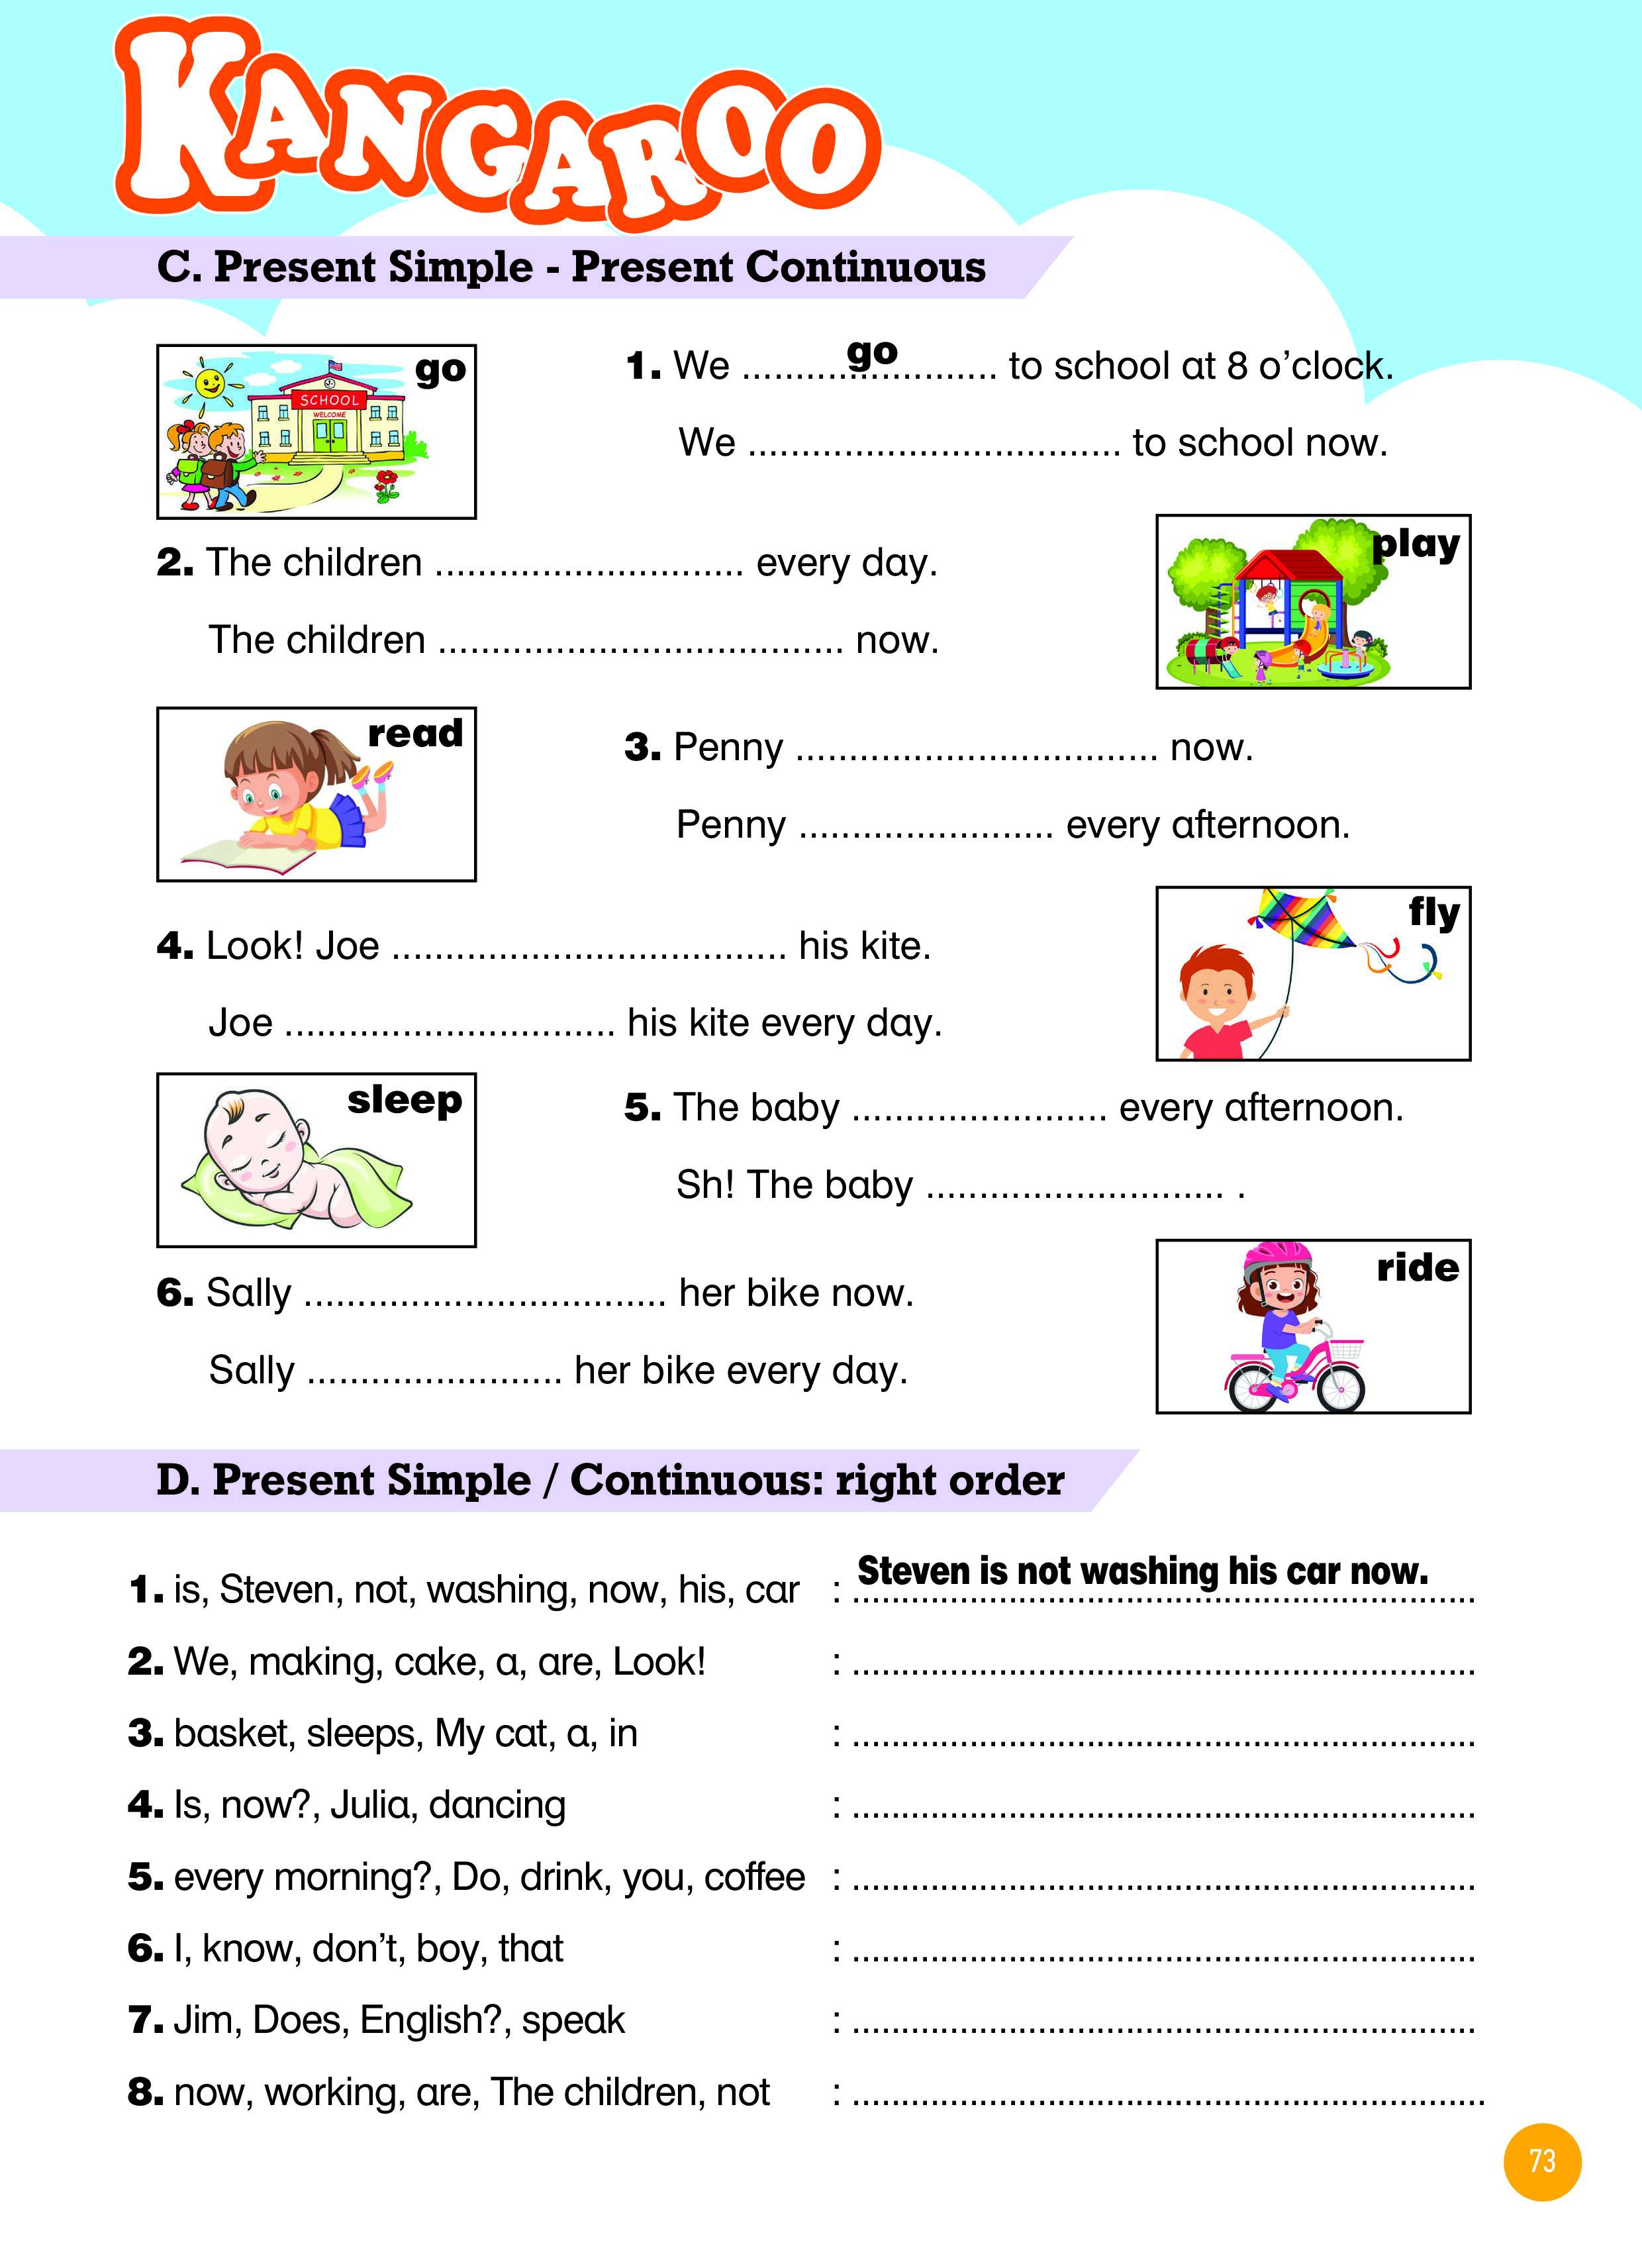 KANGAROO
C. Present Simple - Present Continuous
go
SCHOOL
WELCOME
1. We ........................ go to school at 8 o’clock.
We ................................... to school now.
play
2. The children ............................. every day.
The children ...................................... now.
read
3. Penny .................................. now.
Penny ........................ every afternoon.
fly
4. Look! Joe ..................................... his kite.
Joe ............................... his kite every day.
sleep
5. The baby ........................ every afternoon.
Sh! The baby ............................ .
ride
6. Sally .................................. her bike now.
Sally ........................ her bike every day.
D. Present Simple / Continuous: right order
1. is, Steven, not, washing, now, his, car : Steven is not washing his car now.
2. We, making, cake, a, are, Look! : ................................................................
3. basket, sleeps, My cat, a, in : ................................................................
4. Is, now?, Julia, dancing : ................................................................
5. every morning?, Do, drink, you, coffee : ................................................................
6. I, know, don’t, boy, that : ................................................................
7. Jim, Does, English?, speak : ................................................................
8. now, working, are, The children, not : .................................................................
73